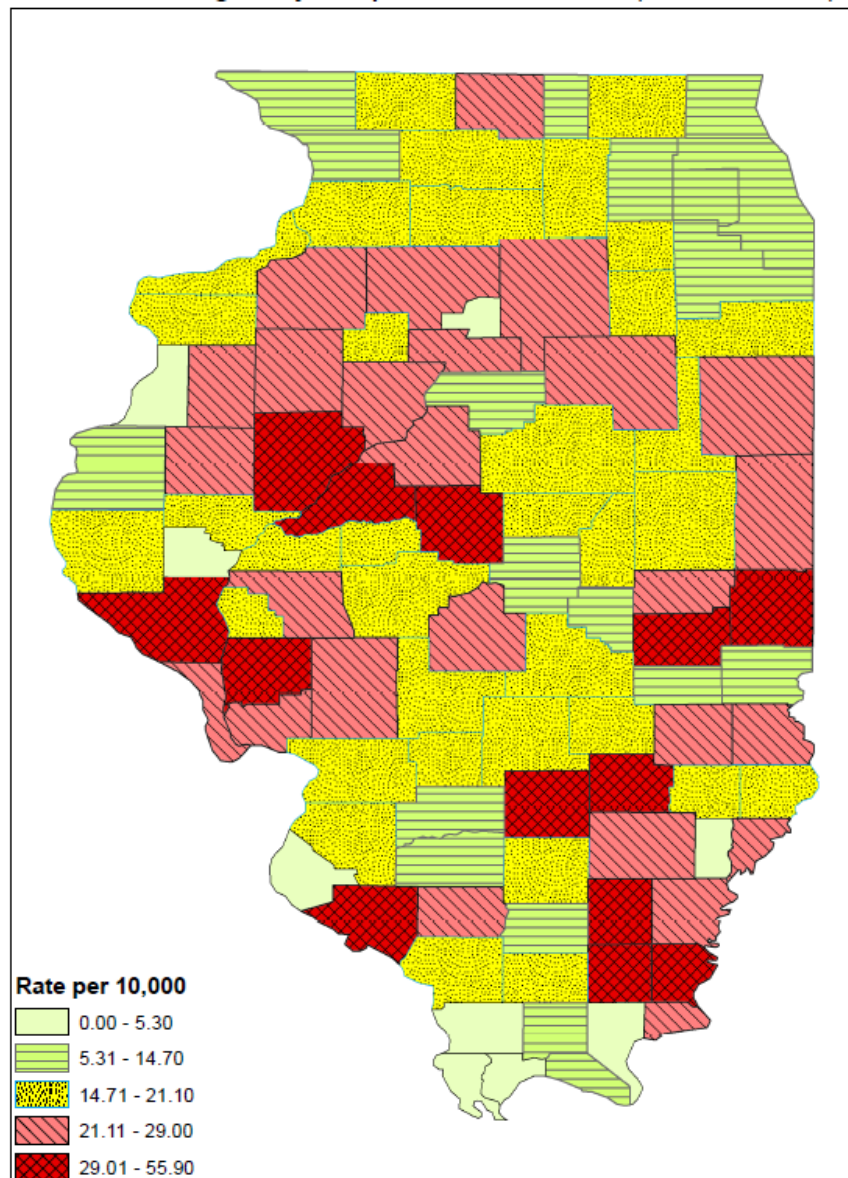 Rate per 10,000
0.00 - 5.30
5.31 - 14.70
14.71 - 21.10
21.11 - 29.00
29.01 - 55.90